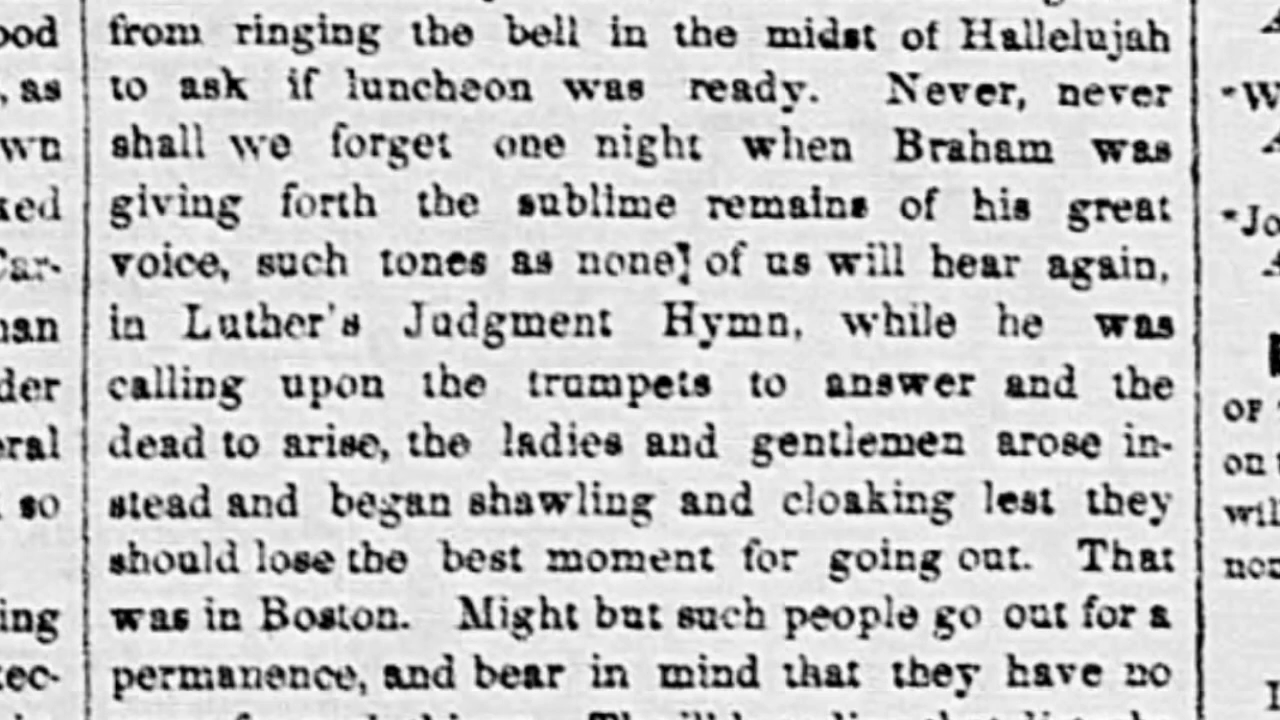 from ringing the bell in the midst of Hallelujah
to ask if luncheon was ready. Never, never
shall we forget one night when Braham was
giving forth the sublime remains of his great
voice, such tones as none] of us will hear again,
in Luther's Judgment Hymn, while he was
calling upon the trumpets to answer and the
dead to arise, the ladies and gentlemen arose in-
stead and began shawling and cloaking lest they
should lose the best moment for going out. That
was in Boston. Might but such people go out for a
permanence, and bear in mind that they have no